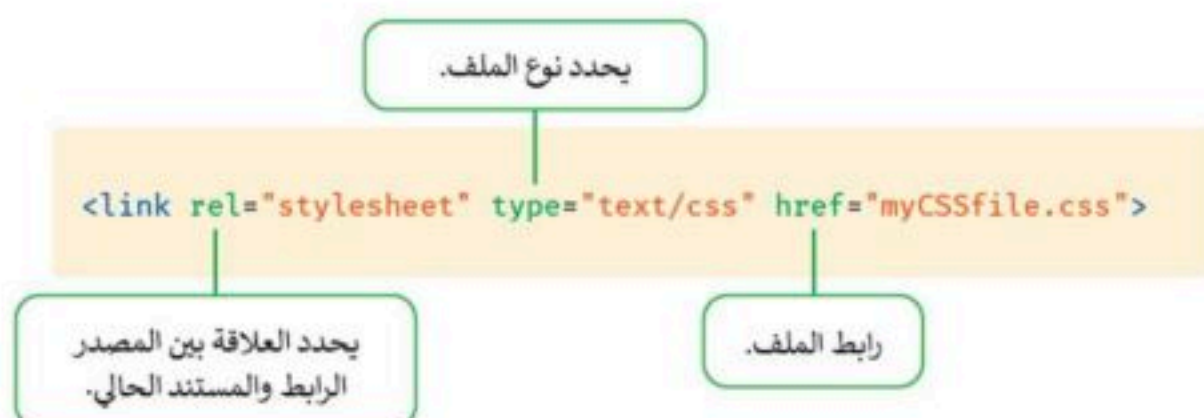 يحدد نوع الملف.
<link rel="stylesheet" type="text/css" href="myCSSfile.css">
يحدد العلاقة بين المصدر
الرابط والمستند الحالي.
رابط الملف.